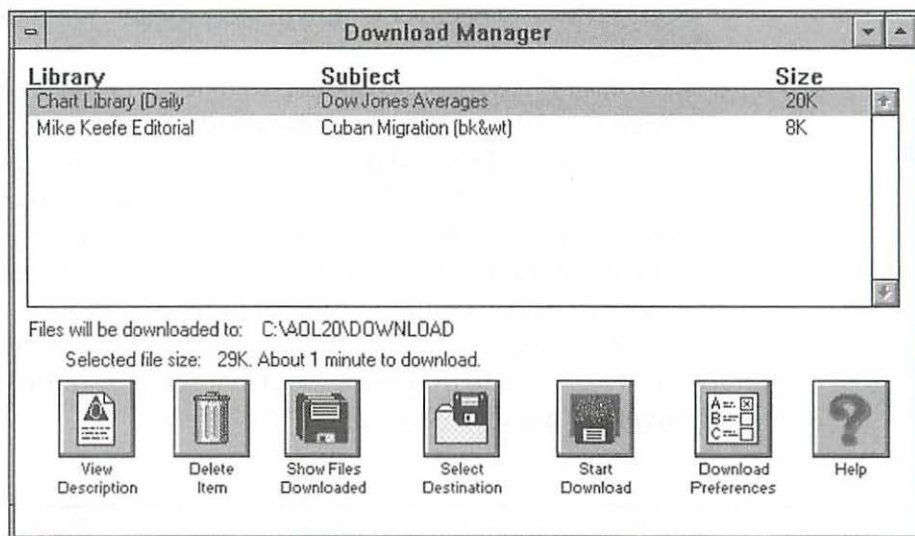 Download Manager
Library Subject Size
Chart Library (Daily Dow Jones Averages 20K
Mike Keefe Editorial Cuban Migration (bk&wt) 8K
Files will be downloaded to: C:\AOL20\DOWNLOAD
Selected file size: 29K. About 1 minute to download.
A
B
C
View Description
Delete Item
Show Files Downloaded
Select Destination
Start Download
Download Preferences
Help